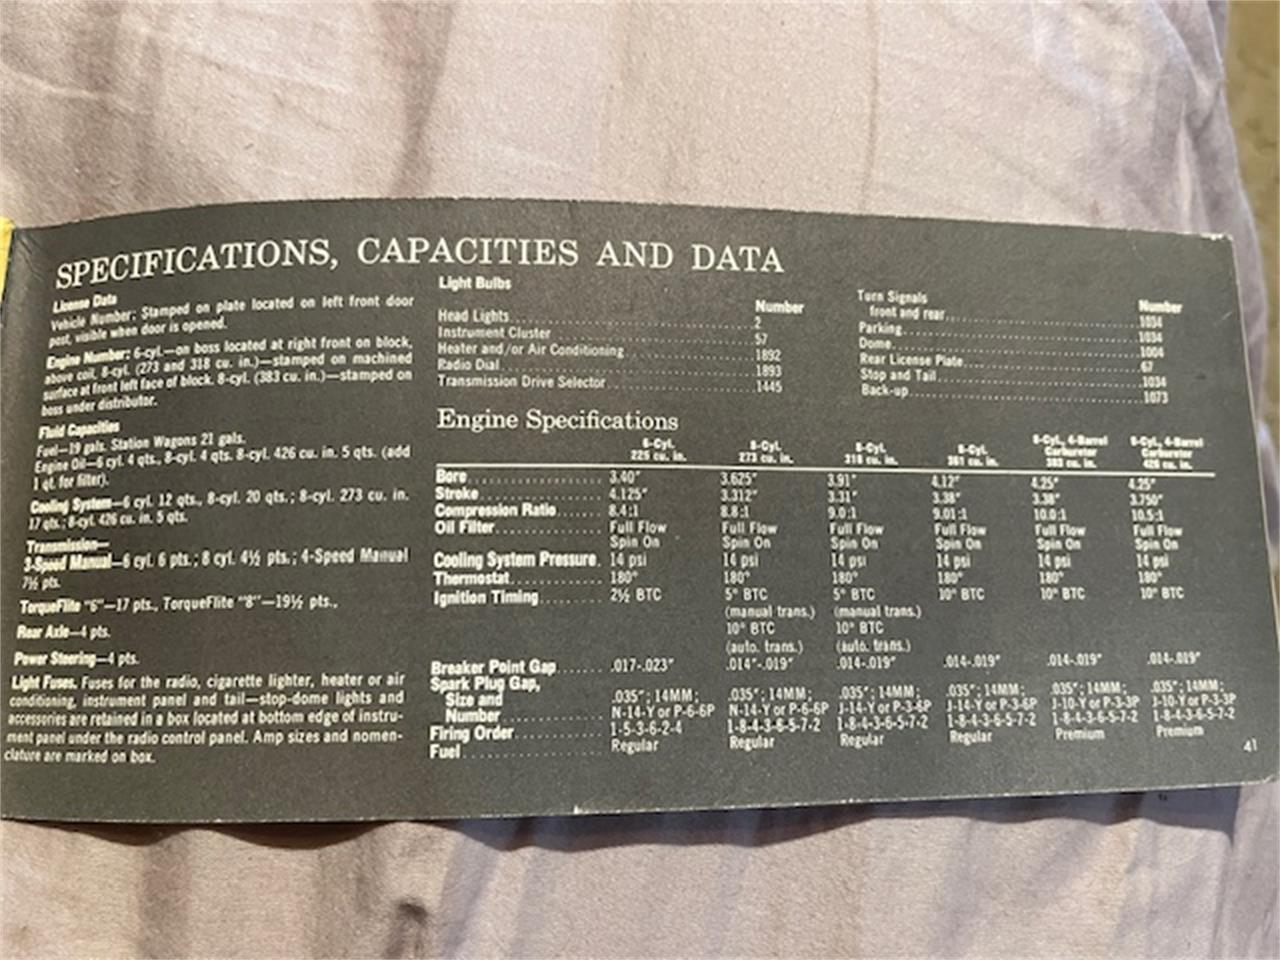 SPECIFICATIONS, CAPACITIES AND DATA
License Data
Vehicle Number: Stamped on plate located on left front door
post, visible when door is opened.
Engine Number: 6-cyl.—on boss located at right front on block,
above coil, 8-cyl. (273 and 318 cu. in.)—stamped on machined
surface at front left face of block. 8-cyl. (383 cu. in.)—stamped on
boss under distributor.
Fluid Capacities
Fuel—19 gals. Station Wagons 21 gals.
Engine Oil—6 cyl. 4 qts., 8-cyl. 4 qts. 8-cyl. 426 cu. in. 5 qts. (add
1 qt. for filter).
Cooling System—6 cyl. 12 qts., 8-cyl. 20 qts.; 8-cyl. 273 cu. in.
17 qts.; 8-cyl. 426 cu. in. 5 qts.
Transmission—
3-Speed Manual—6 cyl. 6 pts.; 8 cyl. 4½ pts.; 4-Speed Manual
7½ pts.
TorqueFlite "6"—17 pts., TorqueFlite "8"—19½ pts.,
Rear Axle—4 pts.
Power Steering—4 pts.
Light Fuses. Fuses for the radio, cigarette lighter, heater or air
conditioning, instrument panel and tail—stop-dome lights and
accessories are retained in a box located at bottom edge of instru-
ment panel under the radio control panel. Amp sizes and nomen-
clature are marked on box.
Light Bulbs
Number
Head Lights 2
Instrument Cluster 57
Heater and/or Air Conditioning 1892
Radio Dial 1893
Transmission Drive Selector 1445
Turn Signals Number
front and rear 1034
Parking 1034
Dome 1004
Rear License Plate 67
Stop and Tail 1034
Back-up 1073
Engine Specifications
6-Cyl. 8-Cyl. 8-Cyl. 8-Cyl. 8-Cyl., 4-Barrel 8-Cyl., 4-Barrel
Carburetor Carburetor
225 cu. in. 273 cu. in. 318 cu. in. 361 cu. in. 383 cu. in. 426 cu. in.
Bore 3.40" 3.625" 3.91" 4.12" 4.25" 4.25"
Stroke 4.125" 3.312" 3.31" 3.38" 3.38" 3.750"
Compression Ratio 8.4:1 8.8:1 9.0:1 9.01:1 10.0:1 10.5:1
Oil Filter Full Flow Full Flow Full Flow Full Flow Full Flow Full Flow
Spin On Spin On Spin On Spin On Spin On Spin On
Cooling System Pressure. 14 psi 14 psi 14 psi 14 psi 14 psi 14 psi
Thermostat 180° 180° 180° 180° 180° 180°
Ignition Timing 2½ BTC 5° BTC 5° BTC 10° BTC 10° BTC 10° BTC
(manual trans.) (manual trans.)
10° BTC 10° BTC
(auto. trans.) (auto. trans.)
Breaker Point Gap .017-.023" .014"-.019" .014-.019" .014-.019" .014-.019" .014-.019"
Spark Plug Gap,
Size and .035"; 14MM; .035"; 14MM; .035"; 14MM; .035"; 14MM; .035"; 14MM; .035"; 14MM;
Number N-14-Y or P-6-6P N-14-Y or P-6-6P J-14-Y or P-3-6P J-14-Y or P-3-6P J-10-Y or P-3-3P J-10-Y or P-3-3P
Firing Order 1-5-3-6-2-4 1-8-4-3-6-5-7-2 1-8-4-3-6-5-7-2 1-8-4-3-6-5-7-2 1-8-4-3-6-5-7-2 1-8-4-3-6-5-7-2
Fuel Regular Regular Regular Regular Premium Premium
41